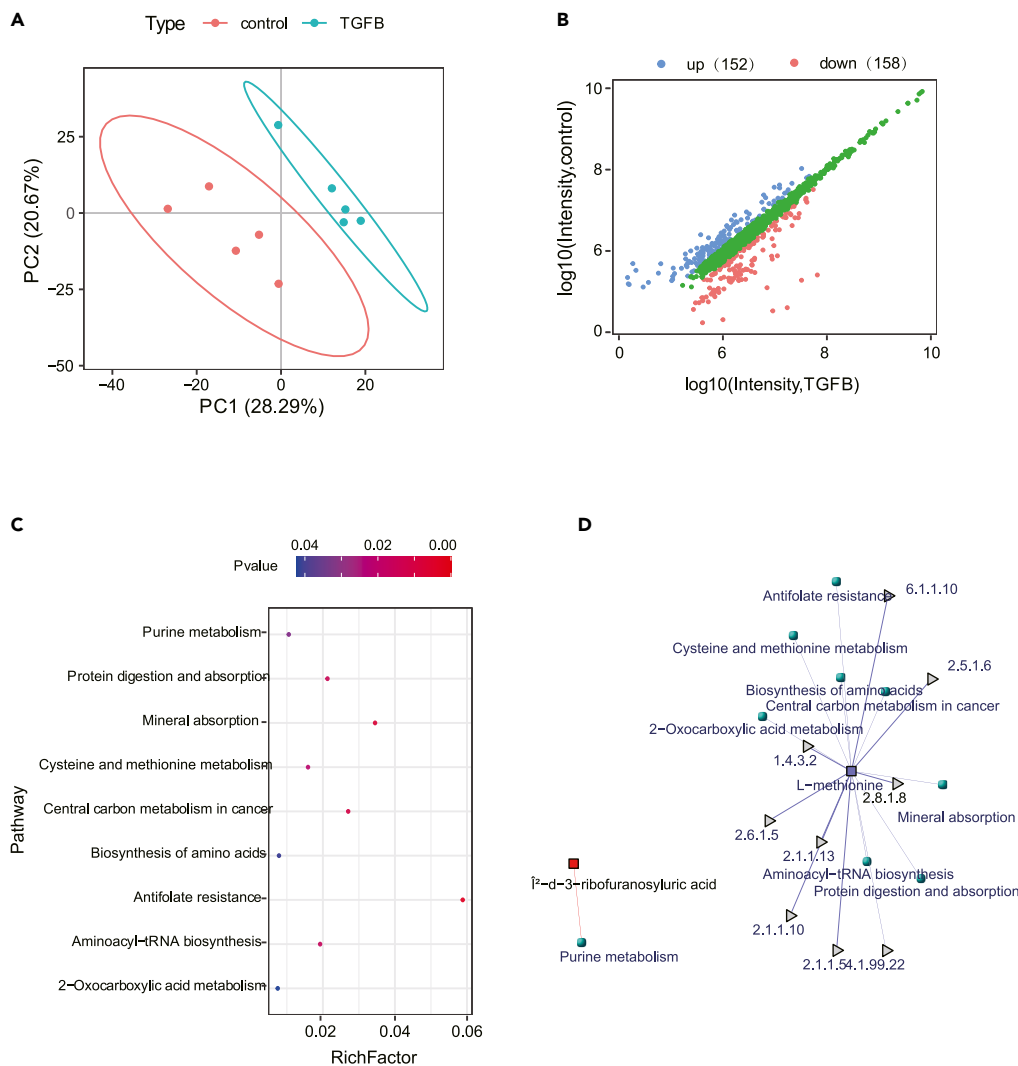 A
Type control TGFB
25
0
−25
−50
PC2 (20.67%)
−40 −20 0 20
PC1 (28.29%)
B
up（152） down（158）
10
8
6
0
log10(Intensity,control)
0 6 8 10
log10(Intensity,TGFB)
C
Pvalue
0.04 0.02 0.00
Purine metabolism
Protein digestion and absorption
Mineral absorption
Cysteine and methionine metabolism
Central carbon metabolism in cancer
Biosynthesis of amino acids
Antifolate resistance
Aminoacyl−tRNA biosynthesis
2−Oxocarboxylic acid metabolism
Pathway
0.02 0.04 0.06
RichFactor
D
Antifolate resistance
6.1.1.10
Cysteine and methionine metabolism
2.5.1.6
Biosynthesis of amino acids
Central carbon metabolism in cancer
2−Oxocarboxylic acid metabolism
1.4.3.2
L−methionine
2.8.1.8
Mineral absorption
2.6.1.5
2.1.1.13
Aminoacyl−tRNA biosynthesis
Protein digestion and absorption
Î²−d−3−ribofuranosyluric acid
2.1.1.10
Purine metabolism
2.1.1.54.1.99.22